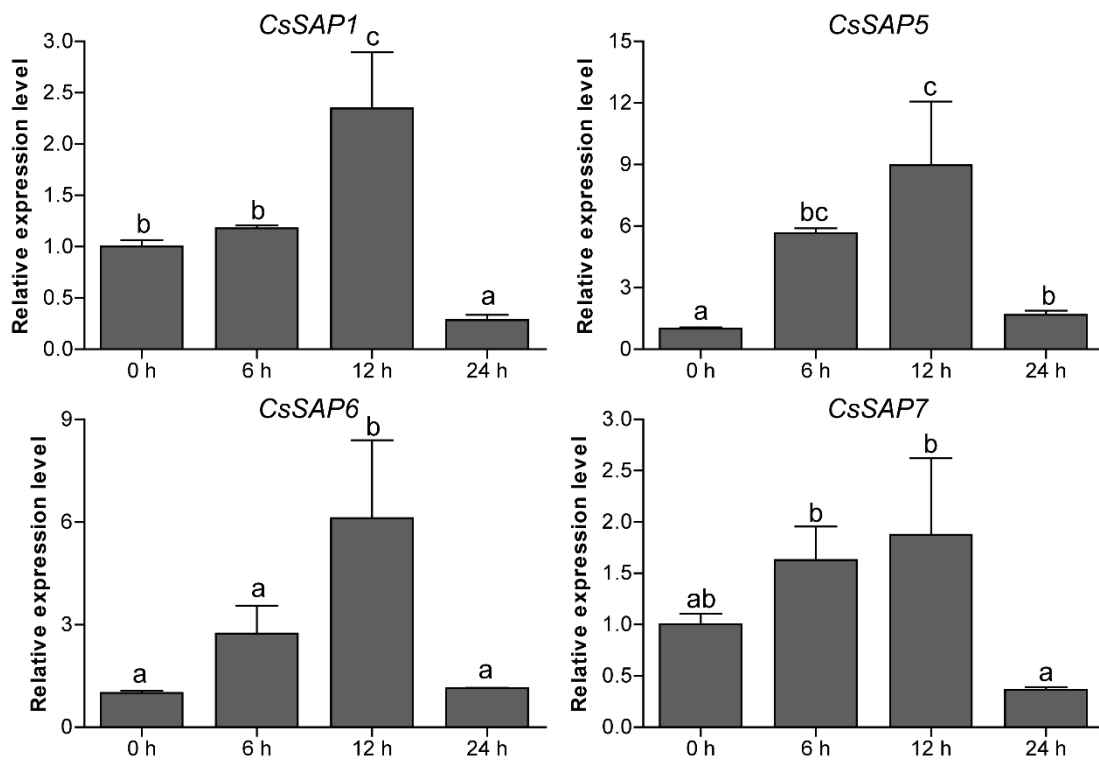 CsSAP1
Relative expression level
3.0
2.5
2.0
1.5
1.0
0.5
0.0
b
b
c
a
0 h
6 h
12 h
24 h
CsSAP5
Relative expression level
15
12
9
6
3
0
a
bc
c
b
0 h
6 h
12 h
24 h
CsSAP6
Relative expression level
9
6
3
0
a
a
b
a
0 h
6 h
12 h
24 h
CsSAP7
Relative expression level
3.0
2.5
2.0
1.5
1.0
0.5
0.0
ab
b
b
a
0 h
6 h
12 h
24 h